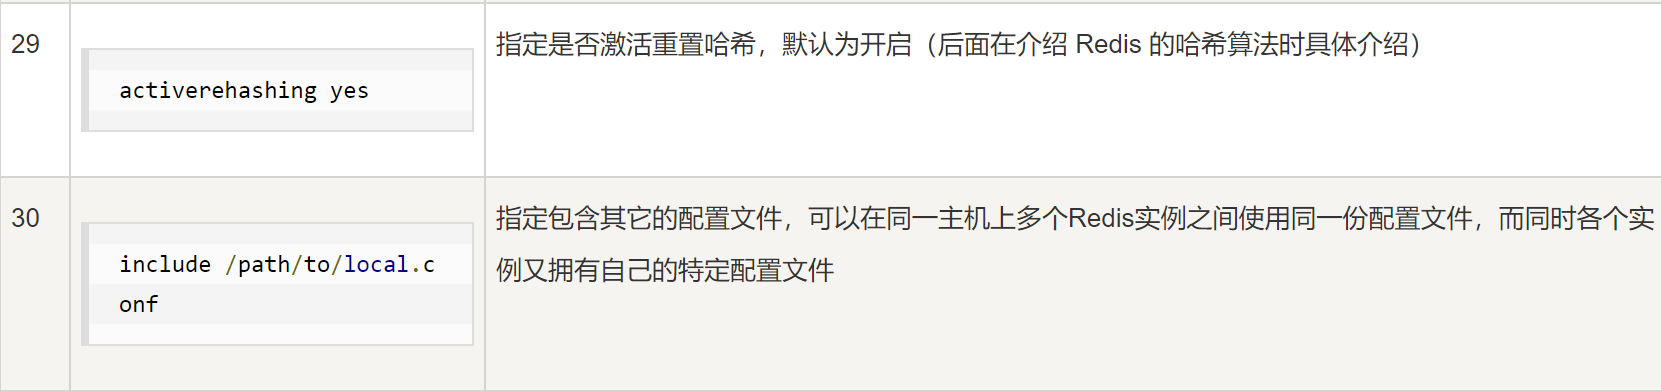 29
activerehashing yes
指定是否激活重置哈希，默认为开启（后面在介绍 Redis 的哈希算法时具体介绍）
30
include /path/to/local.c
onf
指定包含其它的配置文件，可以在同一主机上多个Redis实例之间使用同一份配置文件，而同时各个实
例又拥有自己的特定配置文件